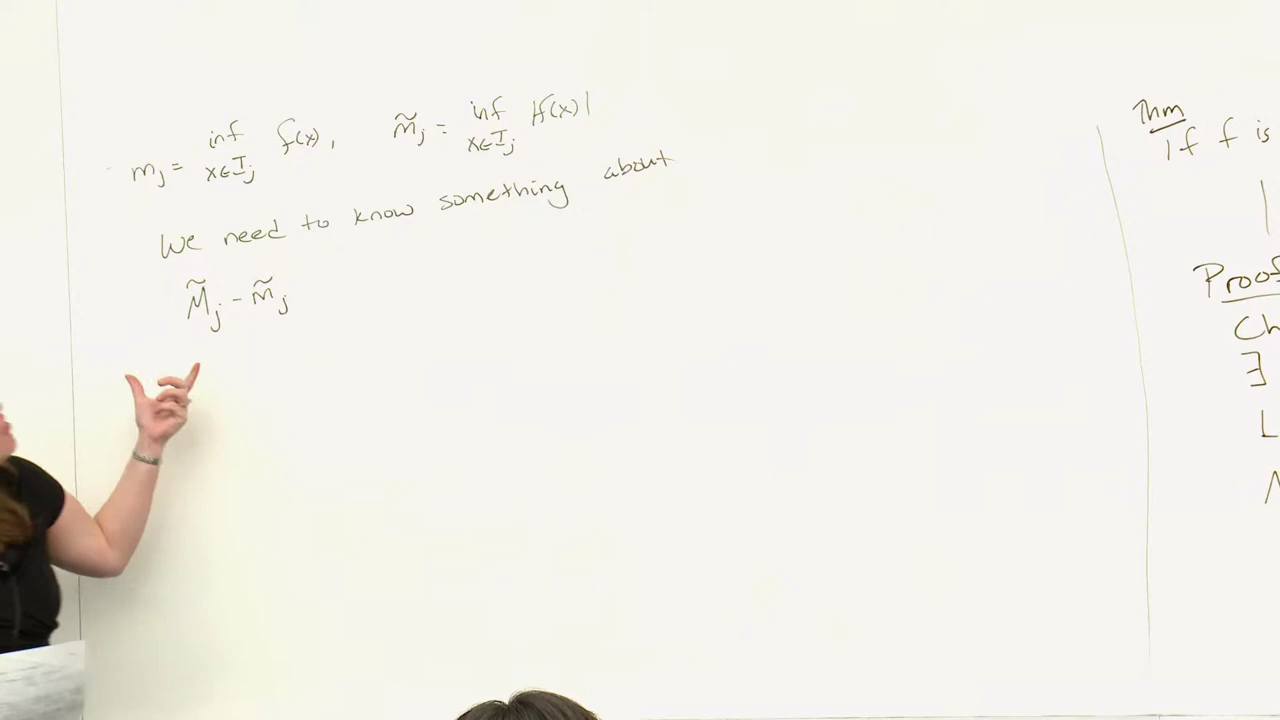 m_j = inf_{x∈I_j} f(x), m̃_j = inf_{x∈I_j} |f(x)|
We need to know something about
M̃_j - m̃_j
Thm
If f is
|
Proof
Ch
∃
L